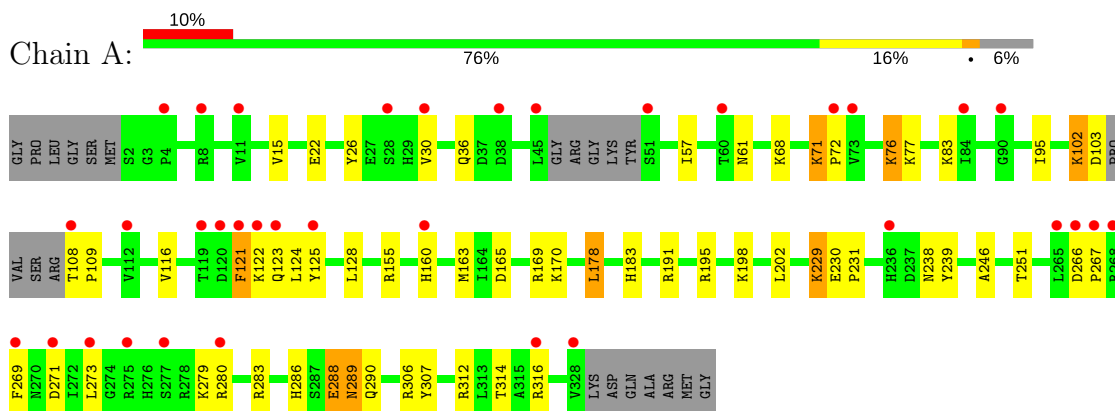 10%
Chain A:
76% 16% • 6%
GLY PRO LEU GLY SER MET S2 G3 P4 R8 V11 V15 E22 Y26 E27 S28 H29 V30 Q36 D37 D38 L45 GLY ARG GLY LYS TYR S51 I57 T60 N61 K68 K71 P72 V73 K76 K77 K83 I84 G90 I95 K102 D103 PRO
VAL SER ARG T108 P109 V112 V116 T119 D120 F121 K122 Q123 L124 Y125 L128 R155 H160 M163 I164 D165 R169 K170 L178 H183 R191 R195 K198 L202 K229 E230 P231 H236 D237 N238 Y239 A246 T251 L265 D266 P267 R268
F269 N270 D271 I272 L273 G274 R275 H276 S277 R278 K279 R280 R283 H286 S287 E288 N289 Q290 R306 Y307 R312 L313 T314 A315 R316 V328 LYS ASP GLN ALA ARG MET GLY